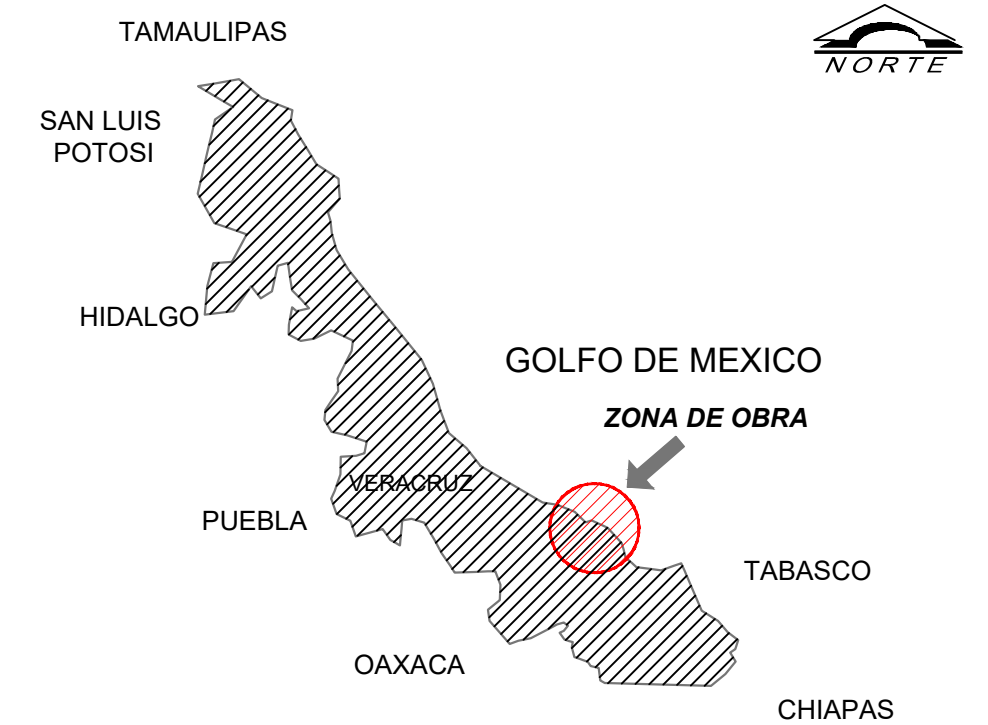 TAMAULIPAS
NORTE
SAN LUIS
POTOSI
HIDALGO
GOLFO DE MEXICO
ZONA DE OBRA
VERACRUZ
PUEBLA
TABASCO
OAXACA
CHIAPAS